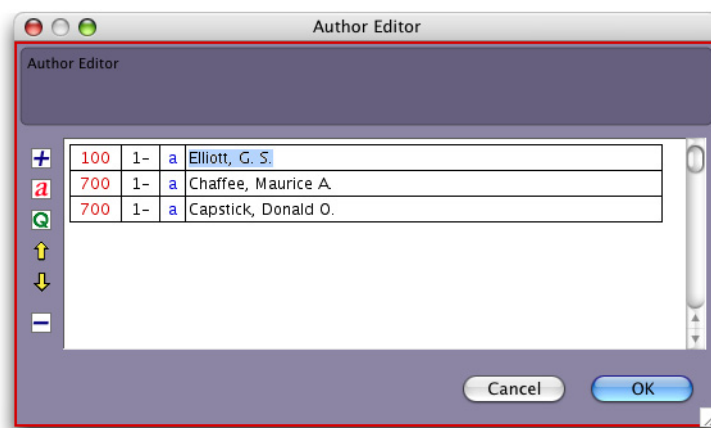 Author Editor
Author Editor
+ 100 1- a Elliott, G. S.
a 700 1- a Chaffee, Maurice A.
Q 700 1- a Capstick, Donald O.
Cancel OK